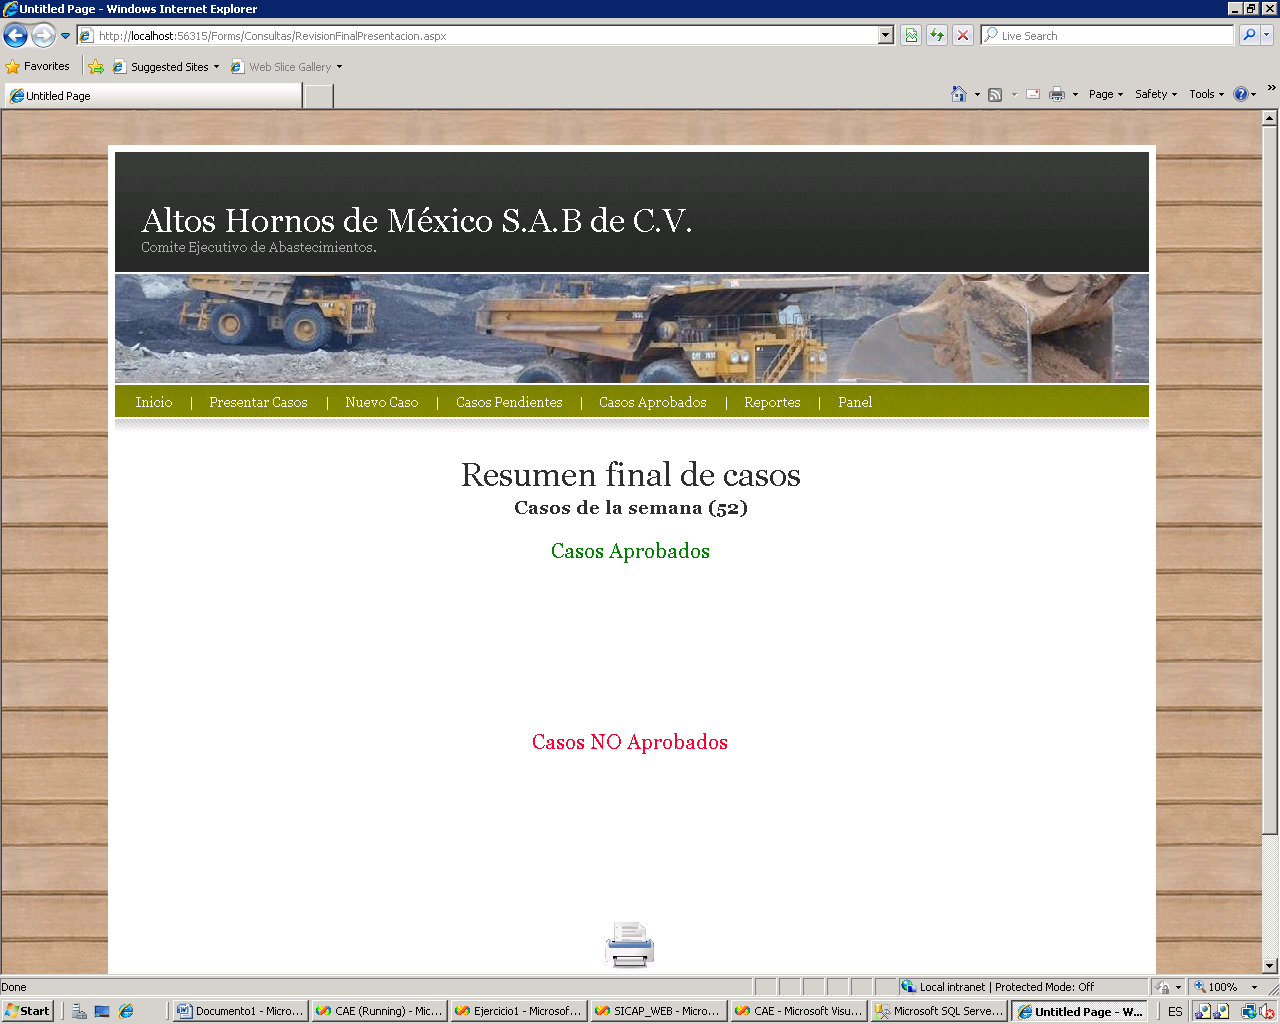 Untitled Page - Windows Internet Explorer
http://localhost:56315/Forms/Consultas/RevisionFinalPresentacion.aspx
Live Search
Favorites
Suggested Sites
Web Slice Gallery
Untitled Page
Page
Safety
Tools
Altos Hornos de México S.A.B de C.V.
Comite Ejecutivo de Abastecimientos.
Inicio | Presentar Casos | Nuevo Caso | Casos Pendientes | Casos Aprobados | Reportes | Panel
Resumen final de casos
Casos de la semana (52)
Casos Aprobados
Casos NO Aprobados
Done
Local intranet | Protected Mode: Off
100%
Start
Documento1 - Micro...
CAE (Running) - Mic...
Ejercicio1 - Microsof...
SICAP_WEB - Micro...
CAE - Microsoft Visu...
Microsoft SQL Serve...
Untitled Page - W...
ES